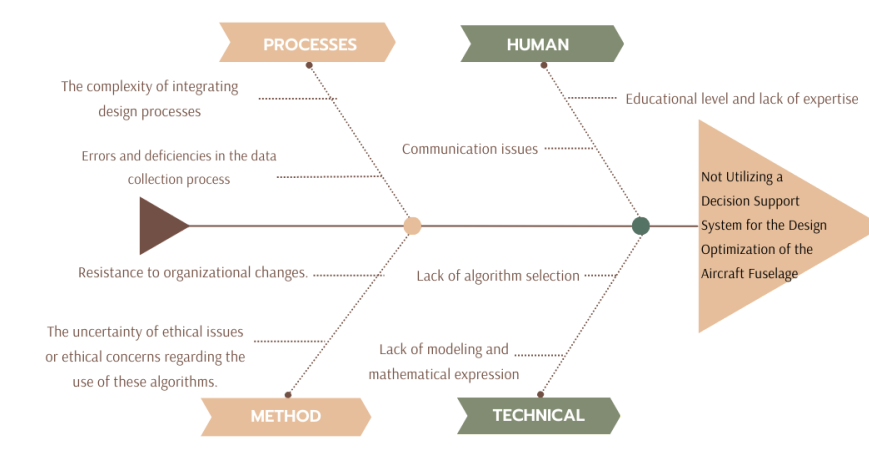 PROCESSES
HUMAN
The complexity of integrating
design processes
Educational level and lack of expertise
Errors and deficiencies in the data
collection process
Communication issues
Not Utilizing a
Decision Support
System for the Design
Optimization of the
Aircraft Fuselage
Resistance to organizational changes.
Lack of algorithm selection
The uncertainty of ethical issues
or ethical concerns regarding the
use of these algorithms.
Lack of modeling and
mathematical expression
METHOD
TECHNICAL